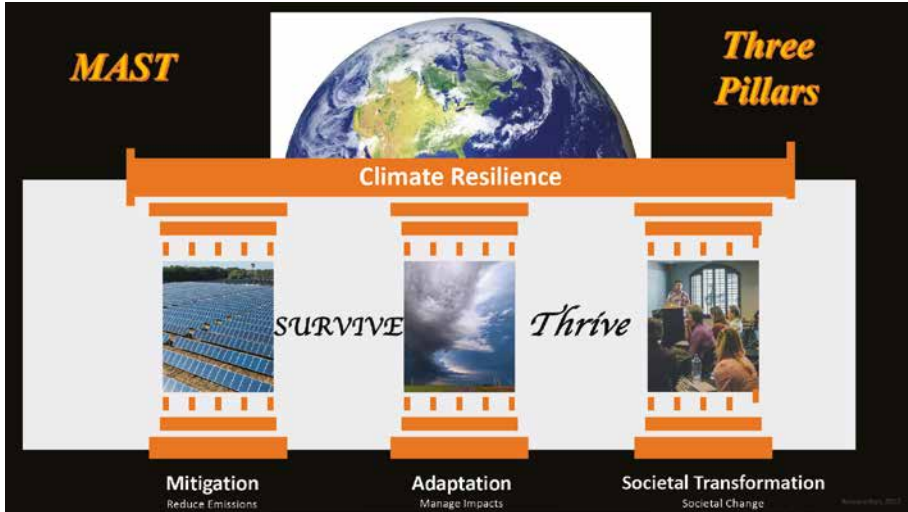 MAST
Three
Pillars
Climate Resilience
SURVIVE
Thrive
Mitigation
Reduce Emissions
Adaptation
Manage Impacts
Societal Transformation
Societal Change